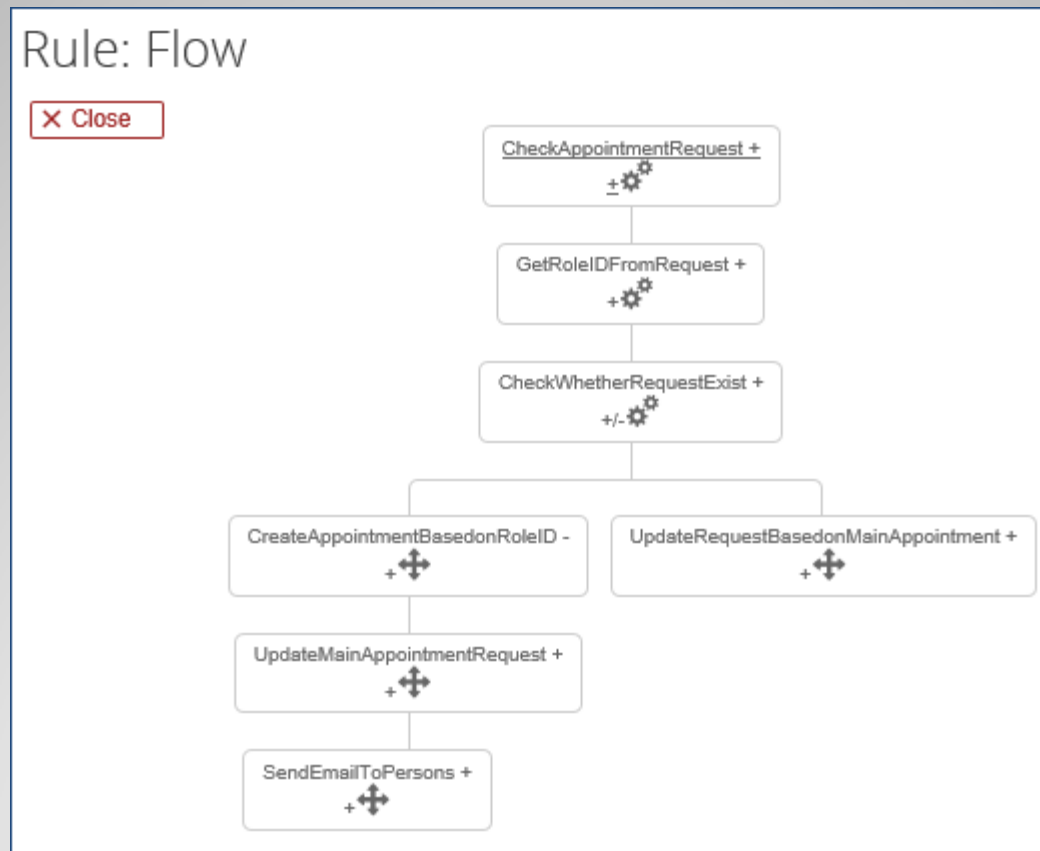 Rule: Flow
✕ Close
CheckAppointmentRequest +
+
GetRoleIDFromRequest +
+
CheckWhetherRequestExist +
+/-
CreateAppointmentBasedonRoleID -
+
UpdateRequestBasedonMainAppointment +
+
UpdateMainAppointmentRequest +
+
SendEmailToPersons +
+